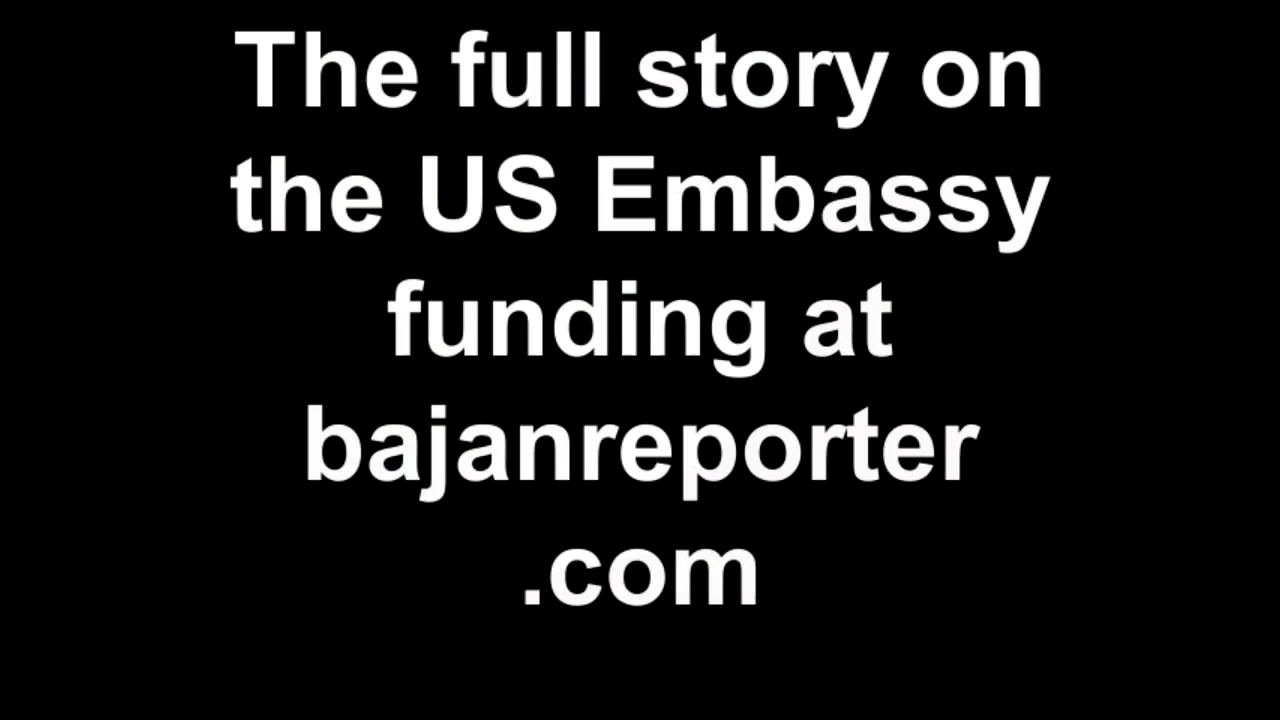 The full story on
the US Embassy
funding at
bajanreporter
.com